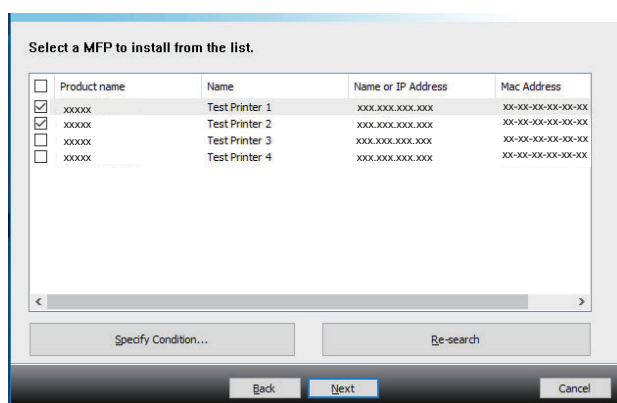 Select a MFP to install from the list.
Product name Name Name or IP Address Mac Address
xxxxx Test Printer 1 xxx.xxx.xxx.xxx xx-xx-xx-xx-xx-xx
xxxxx Test Printer 2 xxx.xxx.xxx.xxx xx-xx-xx-xx-xx-xx
xxxxx Test Printer 3 xxx.xxx.xxx.xxx xx-xx-xx-xx-xx-xx
xxxxx Test Printer 4 xxx.xxx.xxx.xxx xx-xx-xx-xx-xx-xx
Specify Condition... Re-search
Back Next Cancel